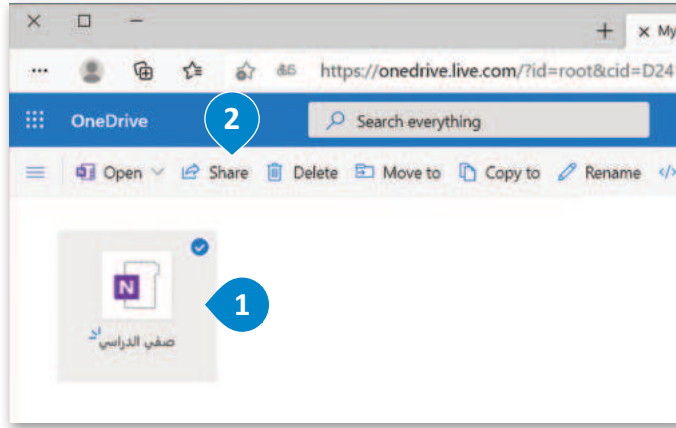 My
https://onedrive.live.com/?id=root&cid=D24
OneDrive
2
Search everything
Open
Share
Delete
Move to
Copy to
Rename
N
1
صفي الدراسي